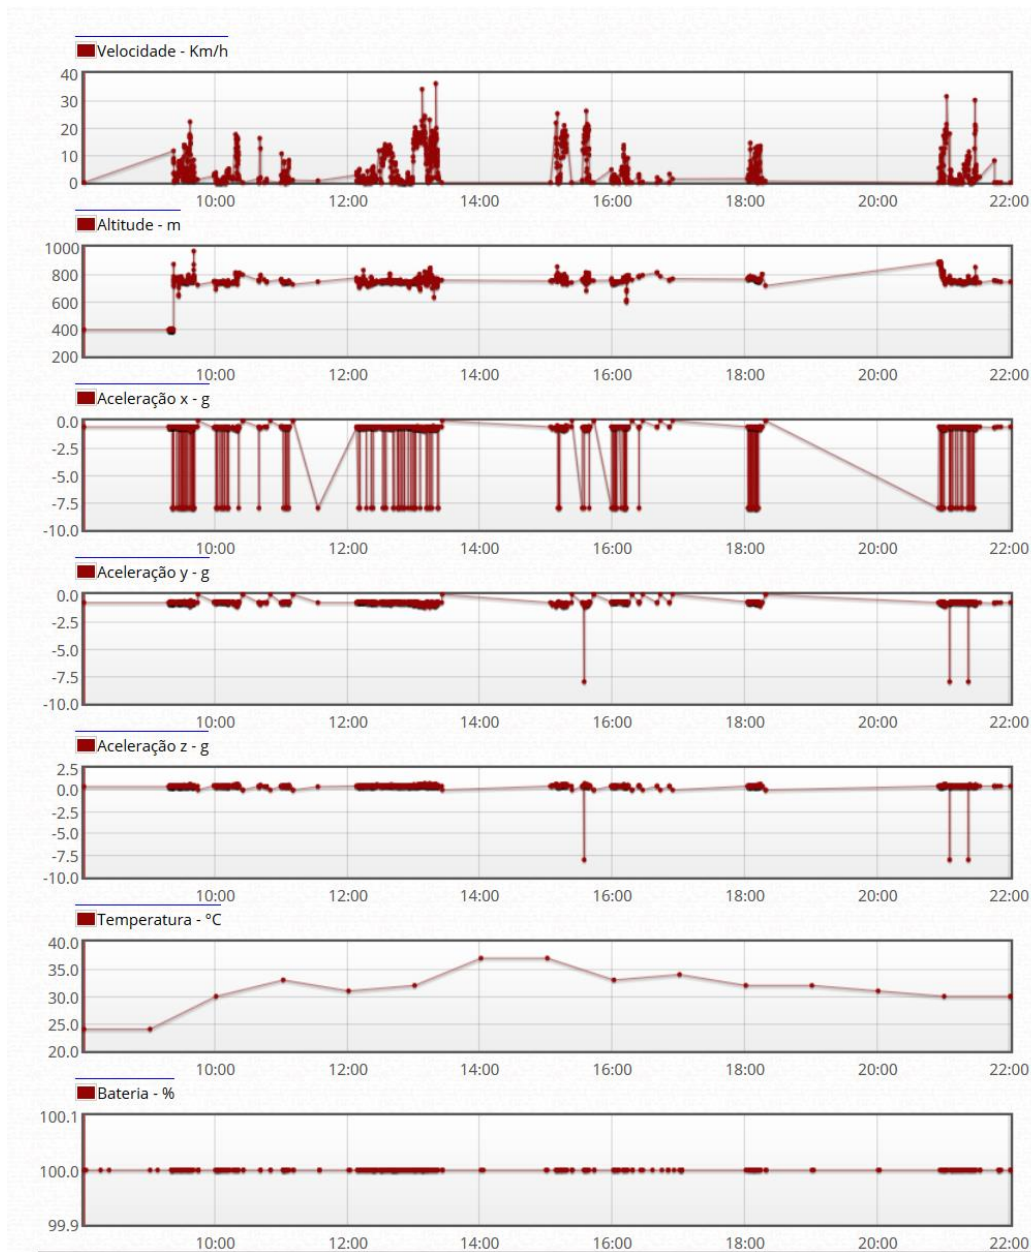 Velocidade - Km/h
40
30
20
10
0
10:00 12:00 14:00 16:00 18:00 20:00 22:00
Altitude - m
1000
800
600
400
200
10:00 12:00 14:00 16:00 18:00 20:00 22:00
Aceleração x - g
0.0
-2.5
-5.0
-7.5
-10.0
10:00 12:00 14:00 16:00 18:00 20:00 22:00
Aceleração y - g
0.0
-2.5
-5.0
-7.5
-10.0
10:00 12:00 14:00 16:00 18:00 20:00 22:00
Aceleração z - g
2.5
0.0
-2.5
-5.0
-7.5
-10.0
10:00 12:00 14:00 16:00 18:00 20:00 22:00
Temperatura - °C
40.0
35.0
30.0
25.0
20.0
10:00 12:00 14:00 16:00 18:00 20:00 22:00
Bateria - %
100.1
100.0
99.9
10:00 12:00 14:00 16:00 18:00 20:00 22:00